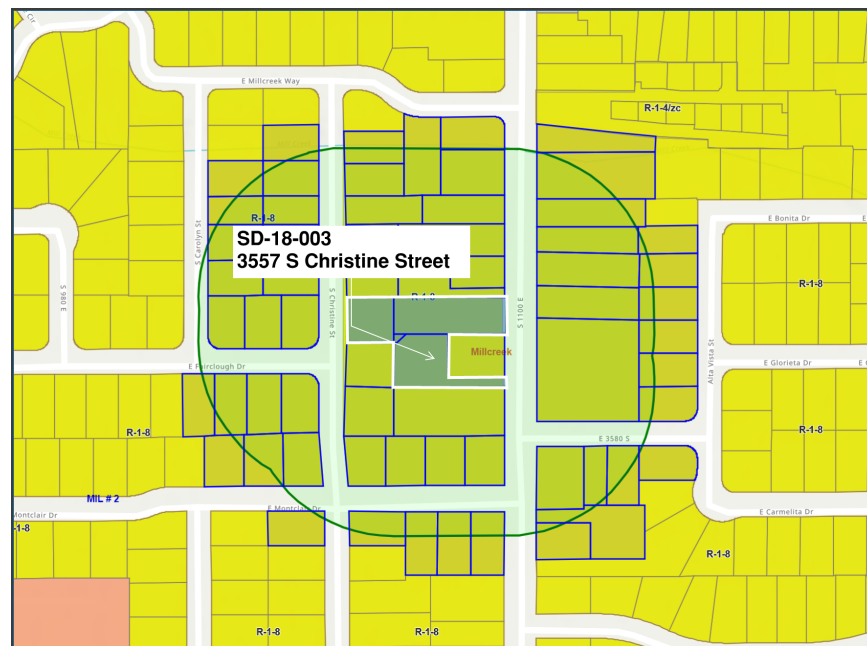 Cir
E Millcreek Way
R-1-4/zc
R-1-8
S Carolyn St
SD-18-003
3557 S Christine Street
E Bonita Dr
E B
S 980 E
S Christine St
R-1-8
S 1100 E
R-1-8
Millcreek
Alta Vista St
E Fairclough Dr
E Glorieta Dr
E G
R-1-8
E 3580 S
R-1-8
MIL # 2
Montclair Dr
E Montclair Dr
E Carmelita Dr
-1-8
R-1-8
R-1-8
R-1-8